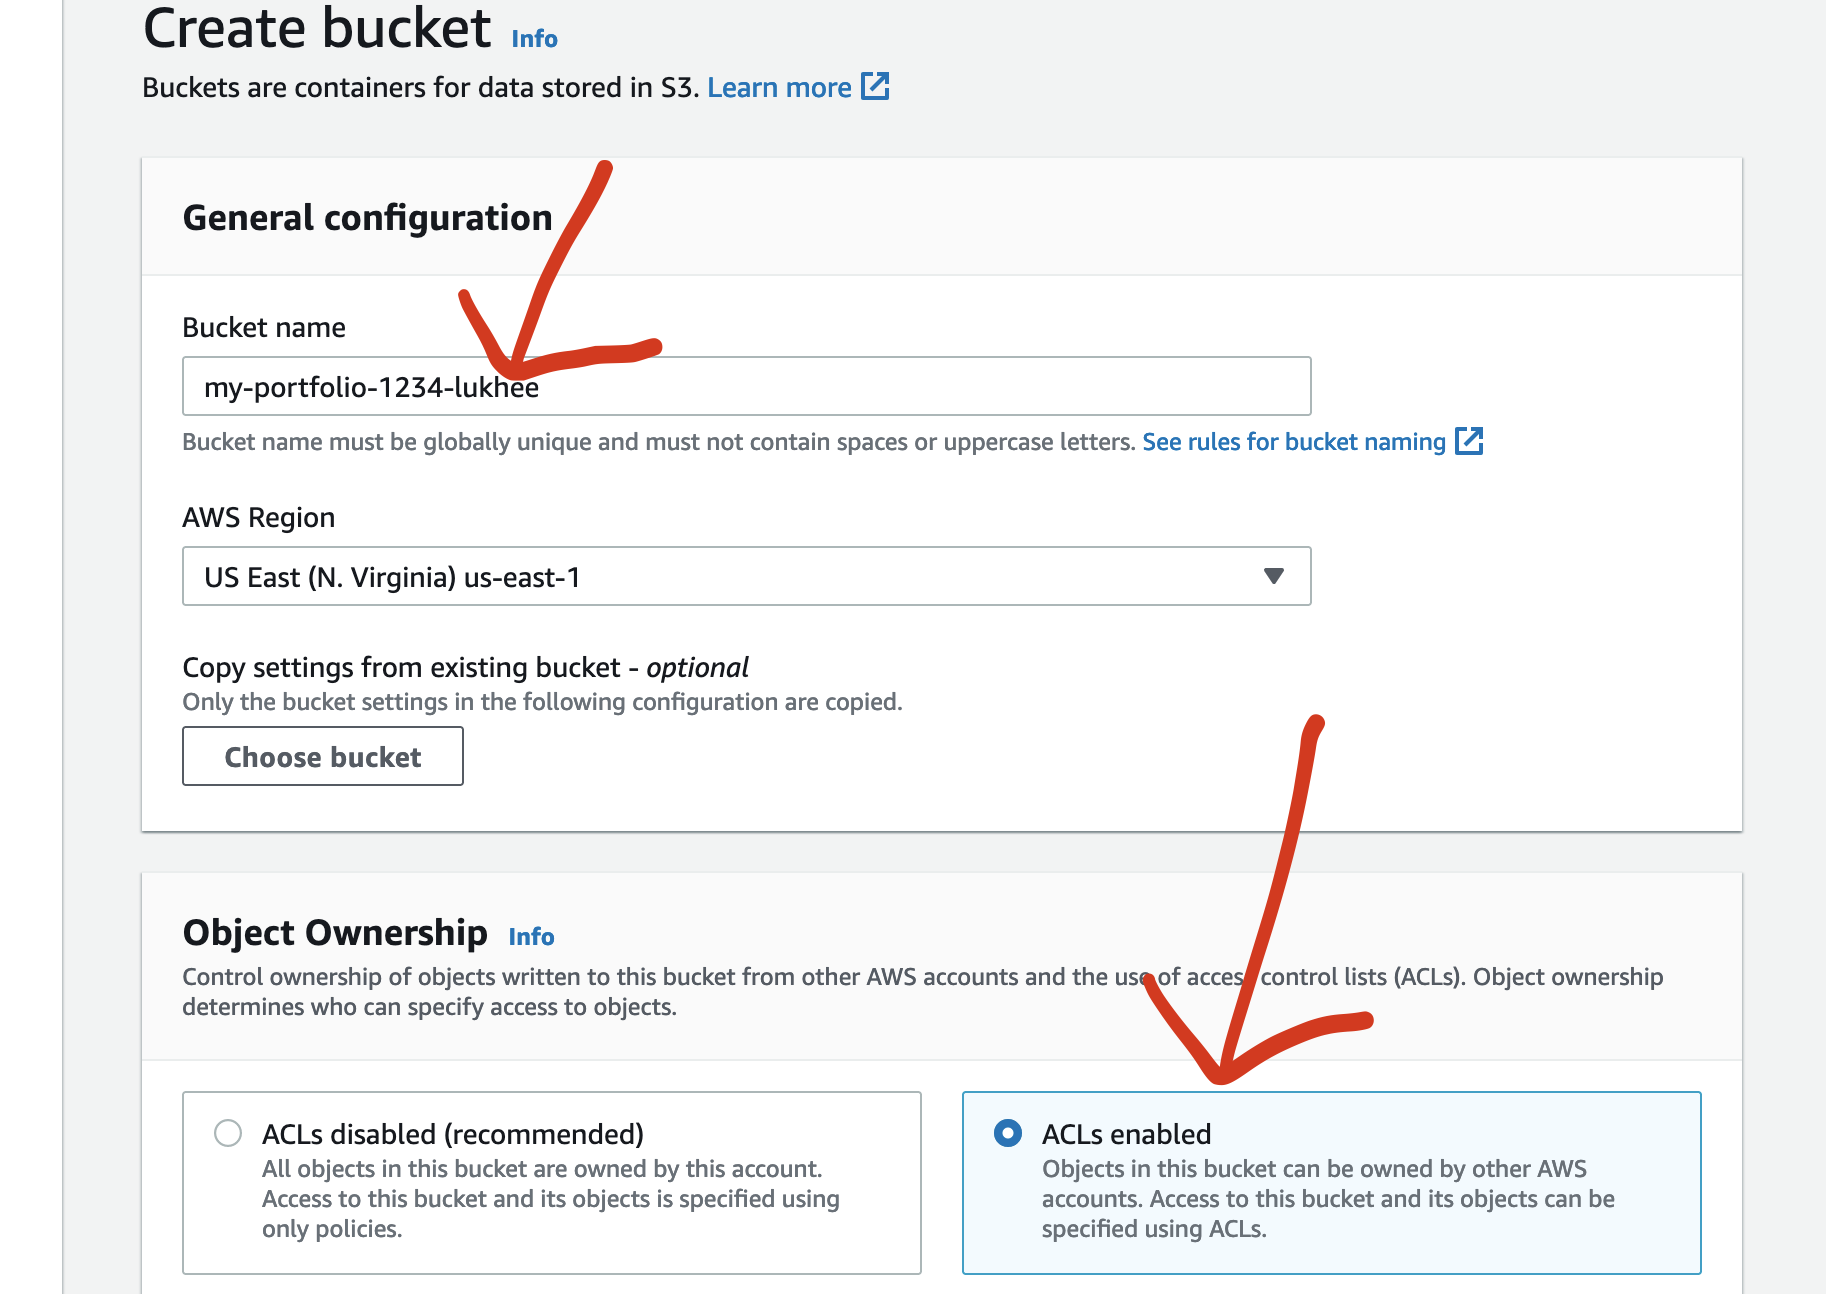 Create bucket Info
Buckets are containers for data stored in S3. Learn more
General configuration
Bucket name
my-portfolio-1234-lukhee
Bucket name must be globally unique and must not contain spaces or uppercase letters. See rules for bucket naming
AWS Region
US East (N. Virginia) us-east-1
Copy settings from existing bucket - optional
Only the bucket settings in the following configuration are copied.
Choose bucket
Object Ownership Info
Control ownership of objects written to this bucket from other AWS accounts and the use of access control lists (ACLs). Object ownership
determines who can specify access to objects.
ACLs disabled (recommended)
All objects in this bucket are owned by this account.
Access to this bucket and its objects is specified using
only policies.
ACLs enabled
Objects in this bucket can be owned by other AWS
accounts. Access to this bucket and its objects can be
specified using ACLs.